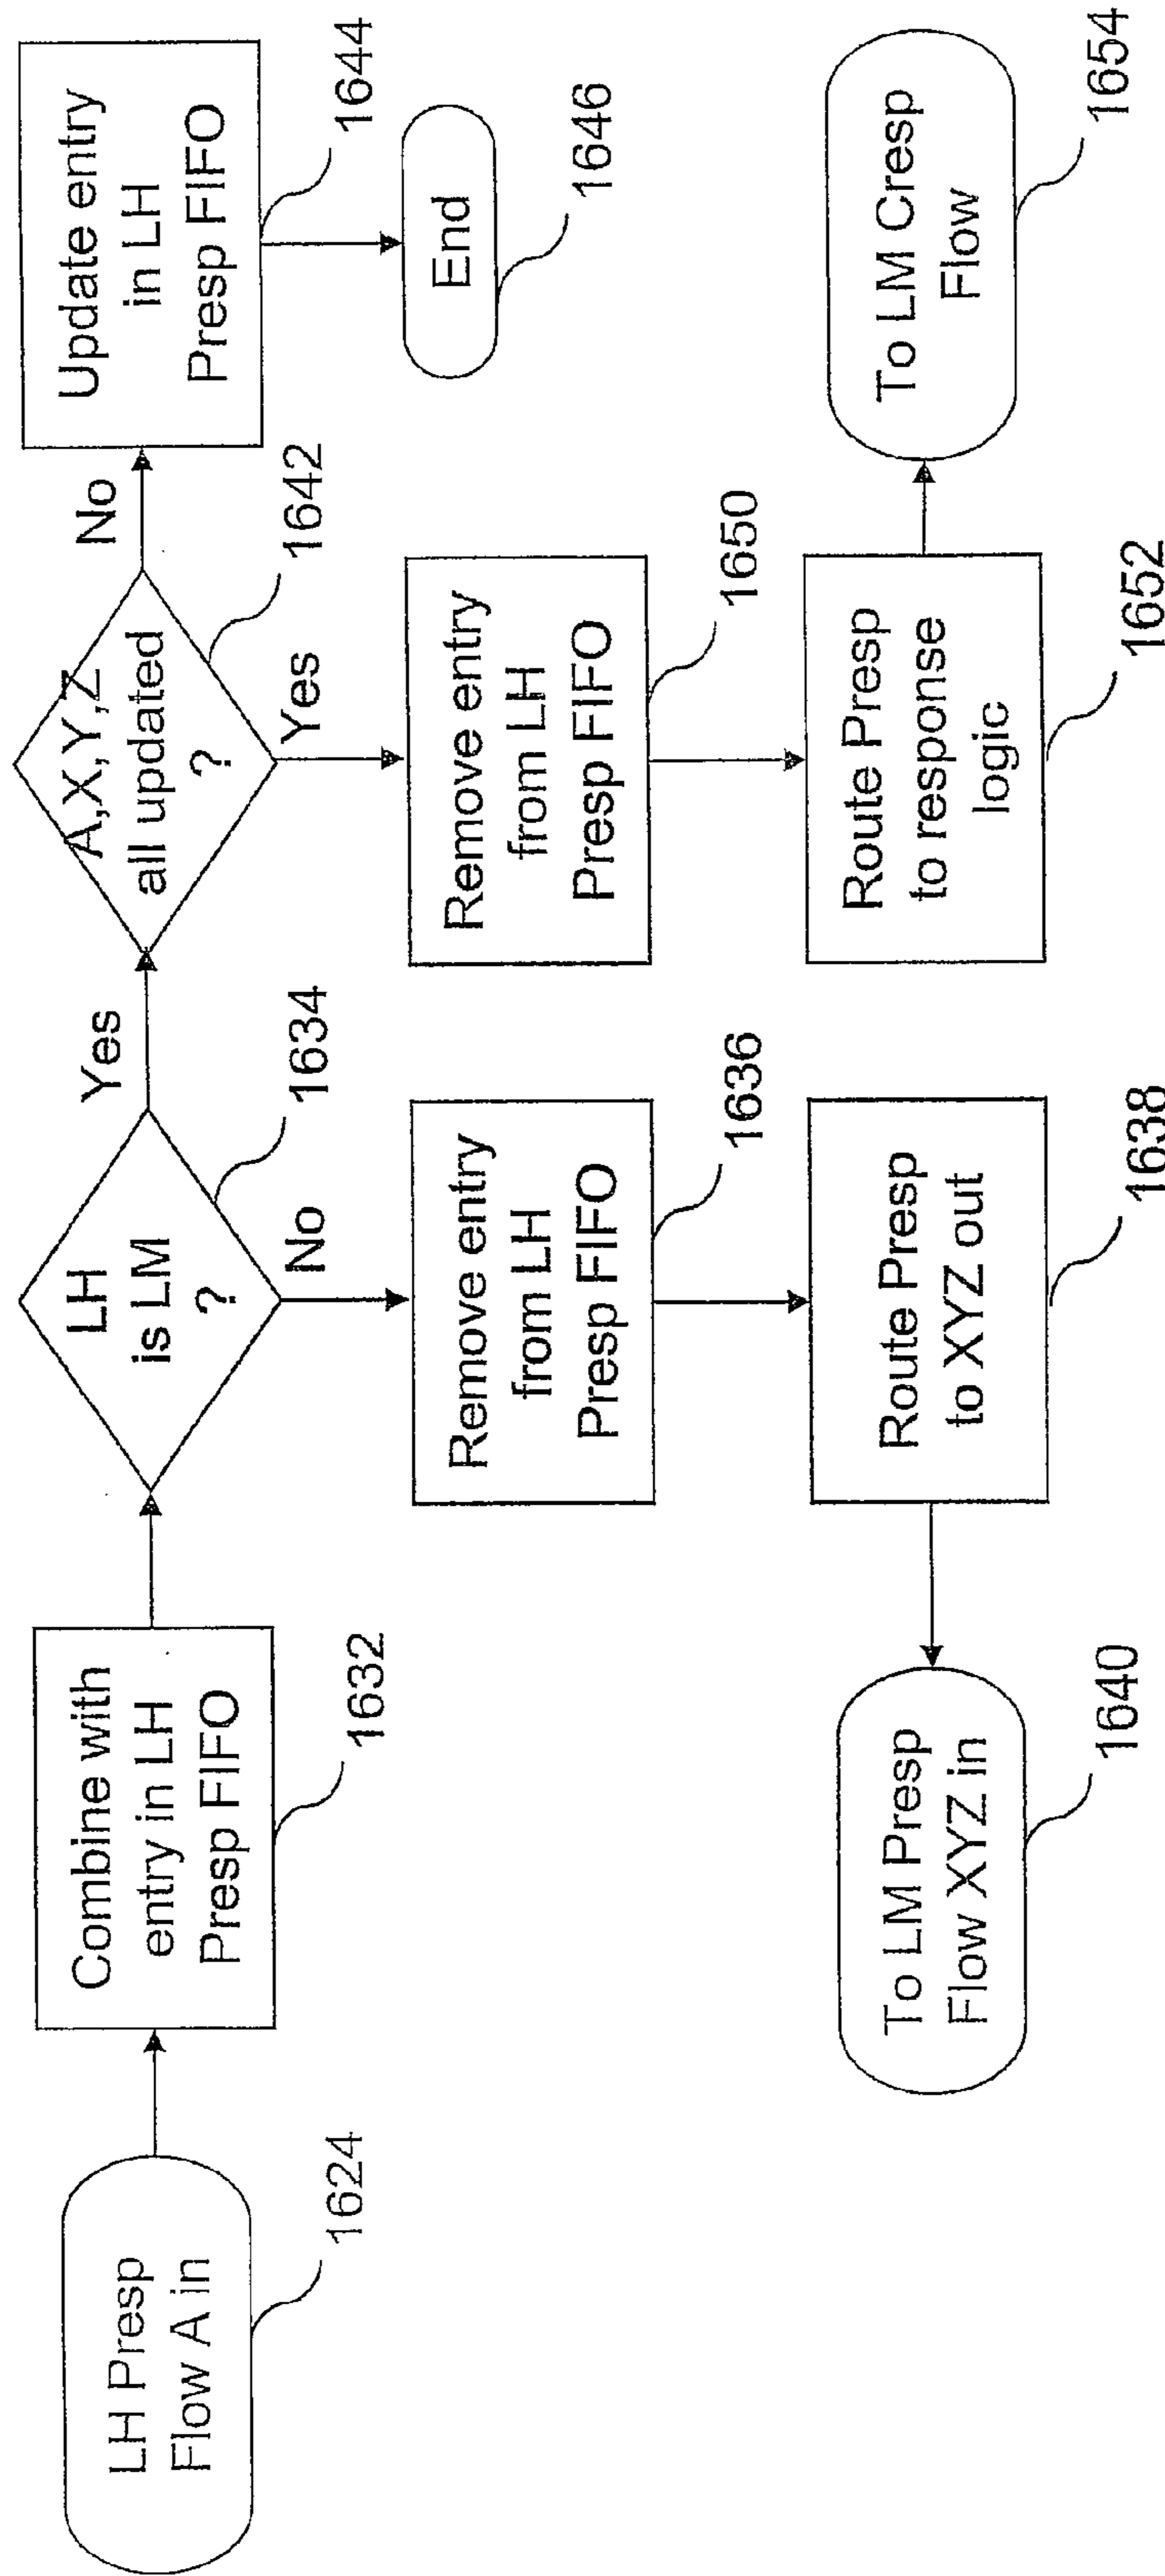 LH Presp
Flow A in
1624
Combine with
entry in LH
Presp FIFO
1632
LH
is LM
?
1634
Yes
No
A,X,Y,Z
all updated
?
1642
No
Yes
Update entry
in LH
Presp FIFO
1644
End
1646
Remove entry
from LH
Presp FIFO
1636
Remove entry
from LH
Presp FIFO
1650
To LM Presp
Flow XYZ in
1640
Route Presp
to XYZ out
1638
Route Presp
to response
logic
1652
To LM Cresp
Flow
1654